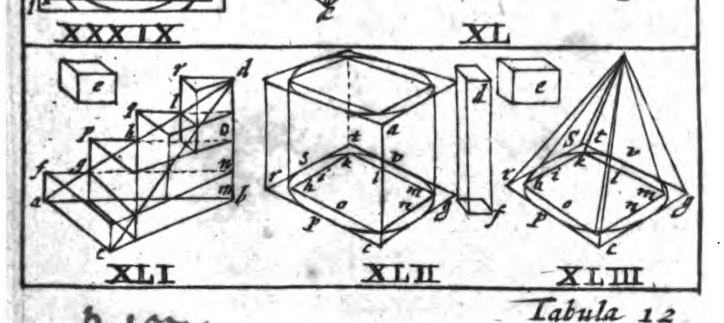 XXXIX XL
e r d
q l
p h o
f g n
a m b
c
XLI
d
a
t
s k v
r h i l m g
o n
p f
c
XLII
e
S t v
k
r h i l m g
p o n
c
XLIII
Tabula 12